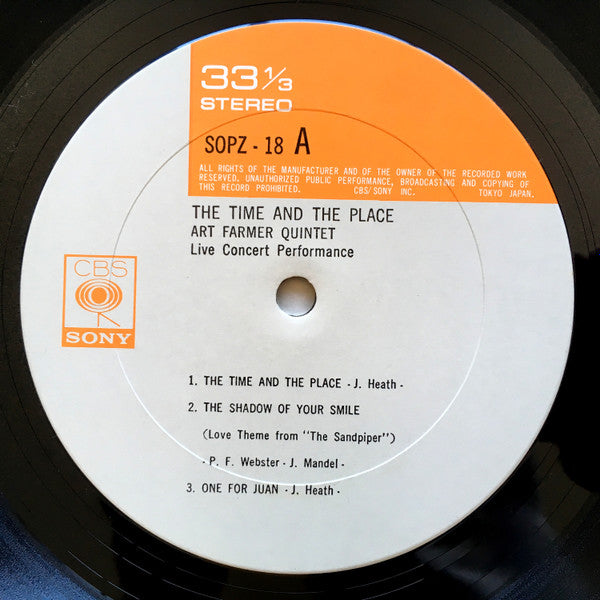 33 1/3
STEREO
SOPZ - 18 A
ALL RIGHTS OF THE MANUFACTURER AND OF THE OWNER OF THE RECORDED WORK
RESERVED. UNAUTHORIZED PUBLIC PERFORMANCE, BROADCASTING AND COPYING OF
THIS RECORD PROHIBITED. CBS/SONY INC. TOKYO JAPAN.
THE TIME AND THE PLACE
ART FARMER QUINTET
Live Concert Performance
CBS
SONY
1. THE TIME AND THE PLACE - J. Heath -
2. THE SHADOW OF YOUR SMILE
(Love Theme from "The Sandpiper")
- P. F. Webster - J. Mandel -
3. ONE FOR JUAN - J. Heath -